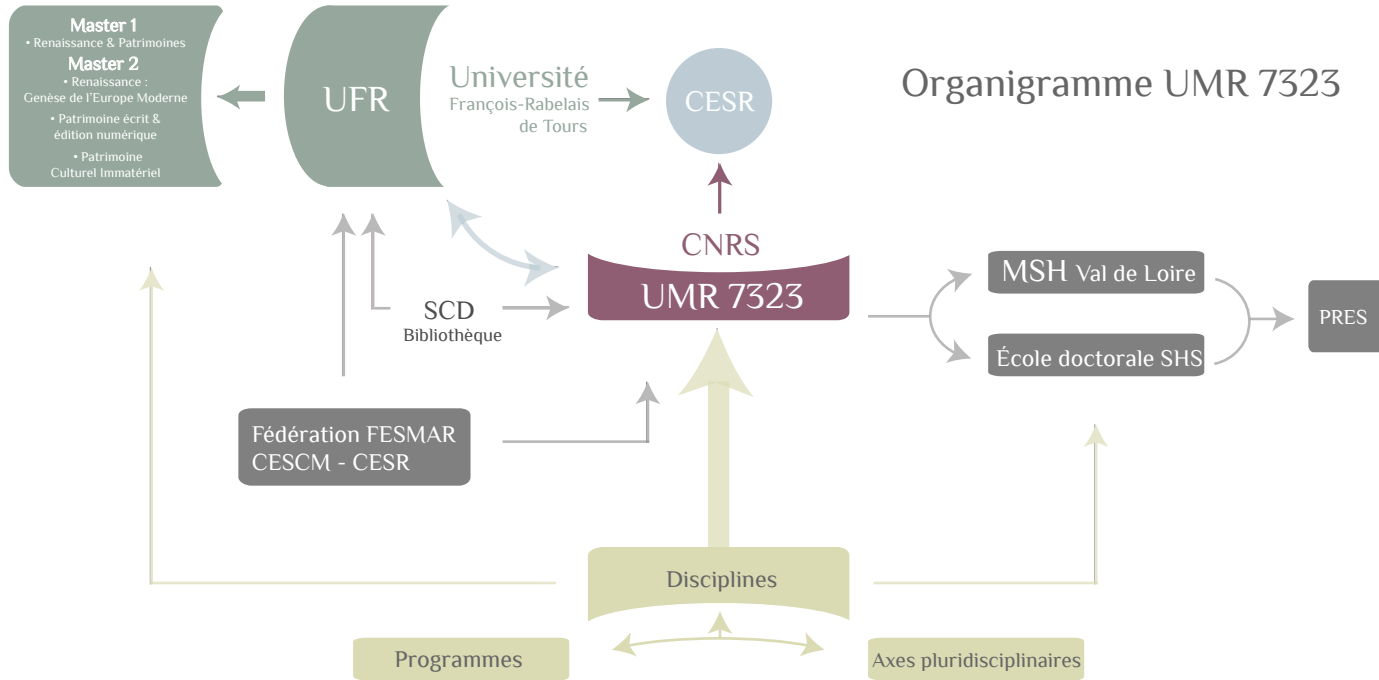 Master 1
• Renaissance & Patrimoines
Master 2
• Renaissance :
Genèse de l'Europe Moderne
• Patrimoine écrit &
édition numérique
• Patrimoine
Culturel Immatériel
UFR
Université
François-Rabelais
de Tours
CESR
Organigramme UMR 7323
CNRS
UMR 7323
SCD
Bibliothèque
MSH Val de Loire
École doctorale SHS
PRES
Fédération FESMAR
CESCM - CESR
Disciplines
Programmes
Axes pluridisciplinaires